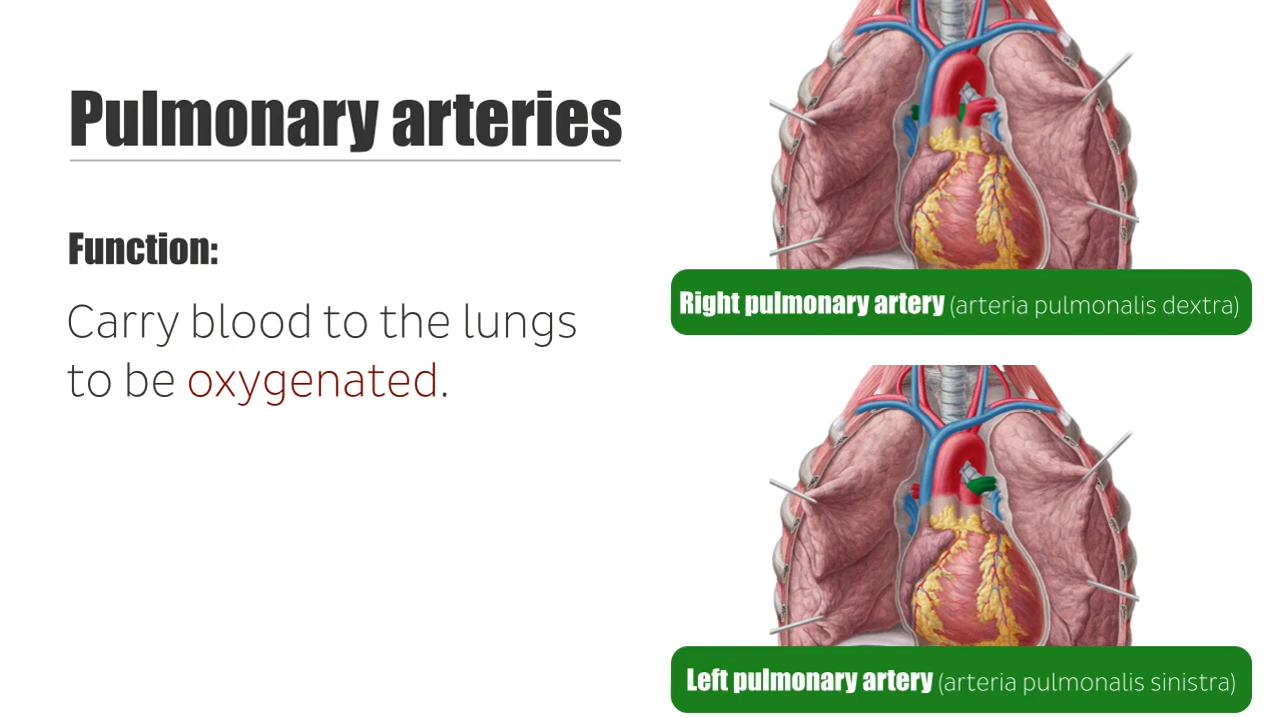 Pulmonary arteries
Function:
Carry blood to the lungs
to be oxygenated.
Right pulmonary artery (arteria pulmonalis dextra)
Left pulmonary artery (arteria pulmonalis sinistra)